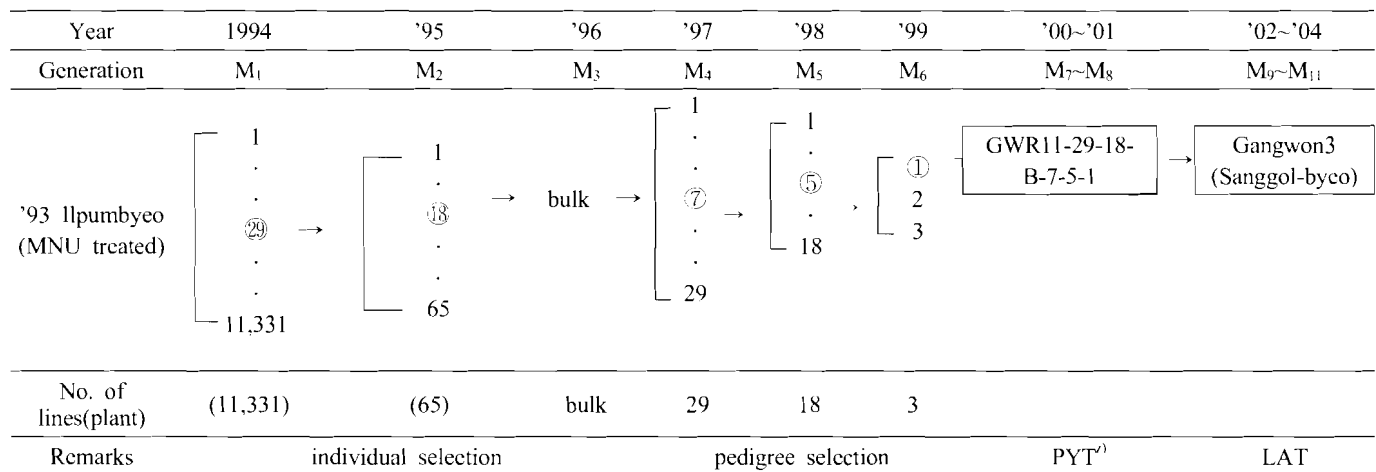 Year 1994 '95 '96 '97 '98 '99 '00~'01 '02~'04
Generation M₁ M₂ M₃ M₄ M₅ M₆ M₇~M₈ M₉~M₁₁
1
1 1
1 · · ·
· · · · ① GWR11-29-18- Gangwon3
· · · ⑤ B-7-5-1 (Sanggol-byeo)
'93 Ilpumbyeo ㉙ → ⑱ → bulk → ⑦ → · → 2 →
(MNU treated) · · · · 3
· · · 18
11,331 65 29
No. of
lines(plant) (11,331) (65) bulk 29 18 3
Remarks individual selection pedigree selection PYT LAT